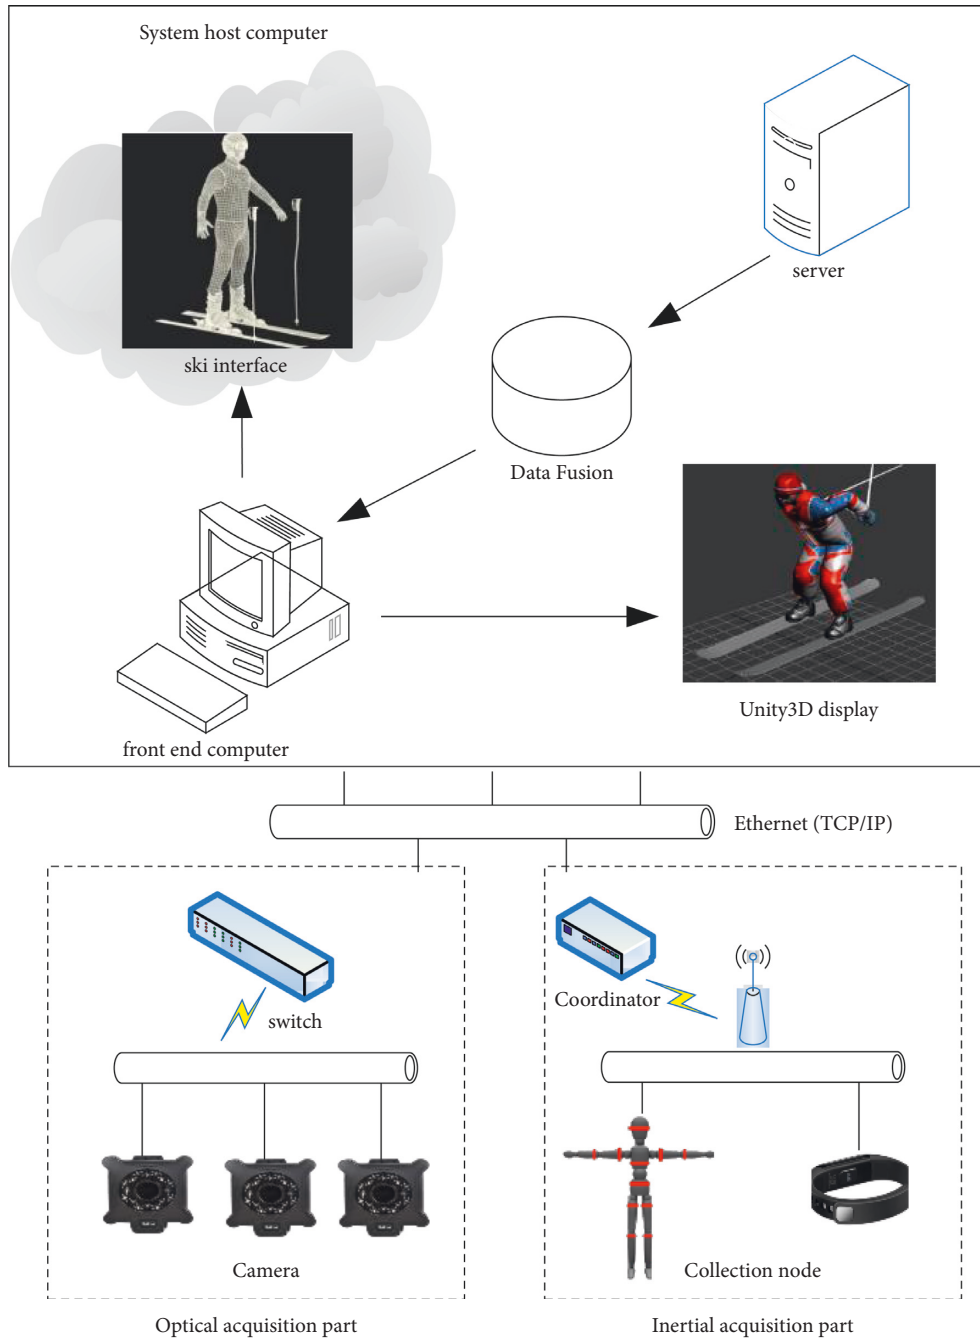 System host computer
server
ski interface
Data Fusion
Unity3D display
front end computer
Ethernet (TCP/IP)
switch
Coordinator
Camera
Collection node
Optical acquisition part
Inertial acquisition part